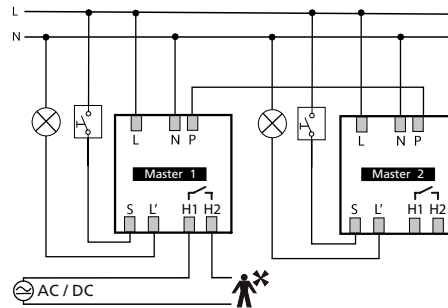 L
N
L N P L N P
Master 1 Master 2
S L' H1 H2 S L' H1 H2
AC / DC